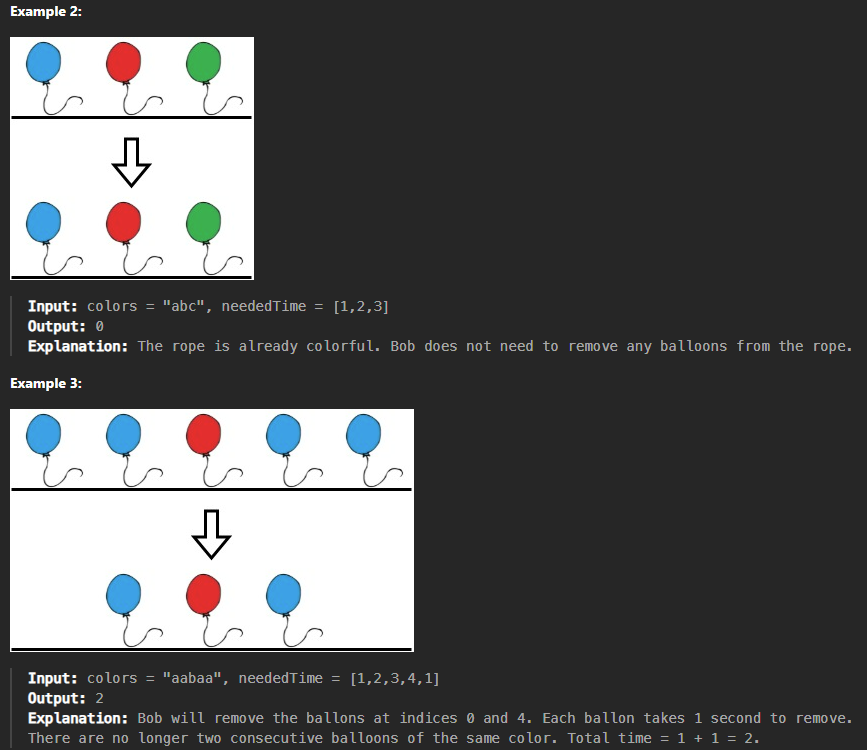 Example 2:
Input: colors = "abc", neededTime = [1,2,3]
Output: 0
Explanation: The rope is already colorful. Bob does not need to remove any balloons from the rope.
Example 3:
Input: colors = "aabaa", neededTime = [1,2,3,4,1]
Output: 2
Explanation: Bob will remove the ballons at indices 0 and 4. Each ballon takes 1 second to remove.
There are no longer two consecutive balloons of the same color. Total time = 1 + 1 = 2.